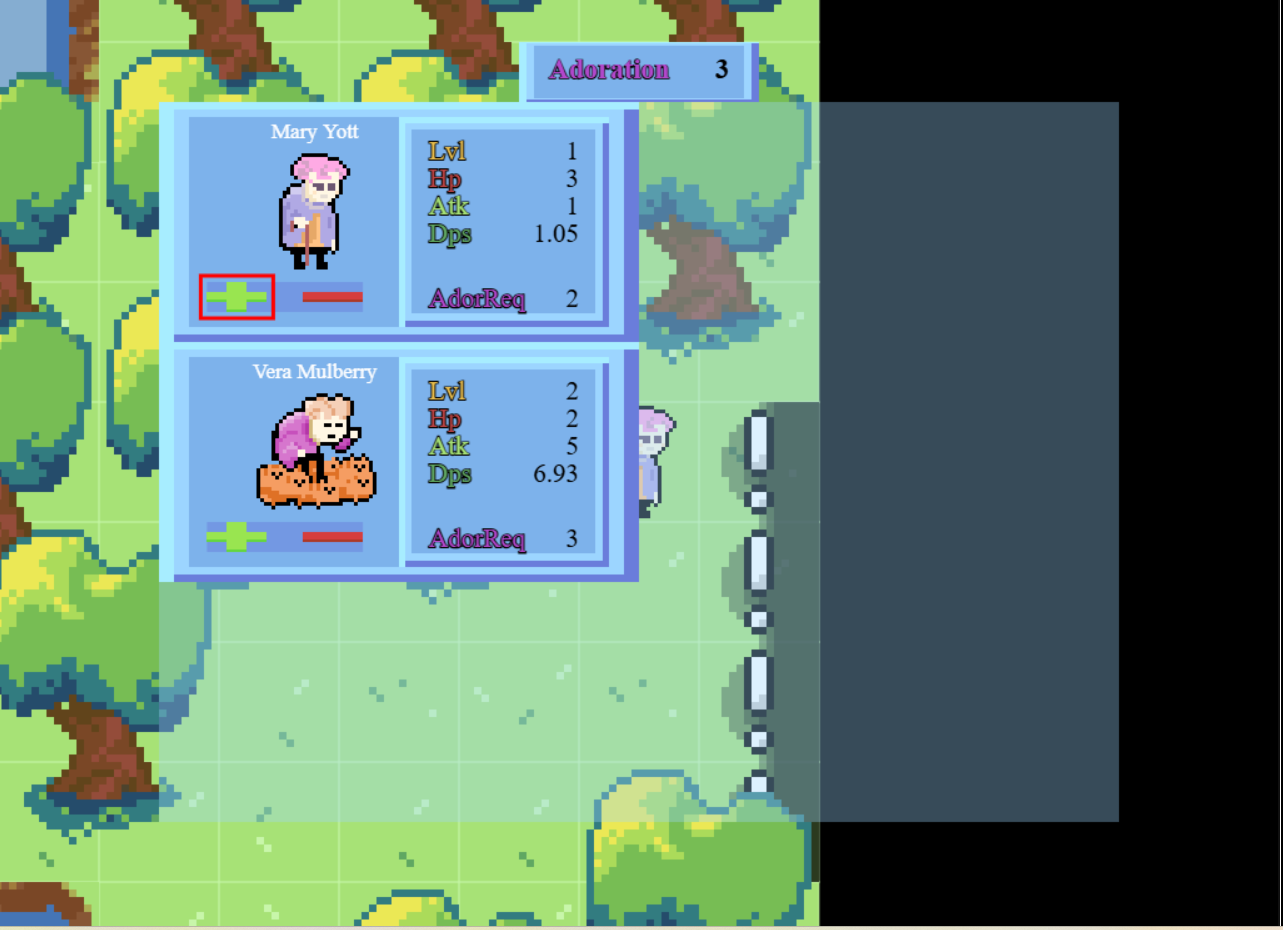 Adoration 3
Mary Yott
Lvl 1
Hp 3
Atk 1
Dps 1.05
AdorReq 2
Vera Mulberry
Lvl 2
Hp 2
Atk 5
Dps 6.93
AdorReq 3